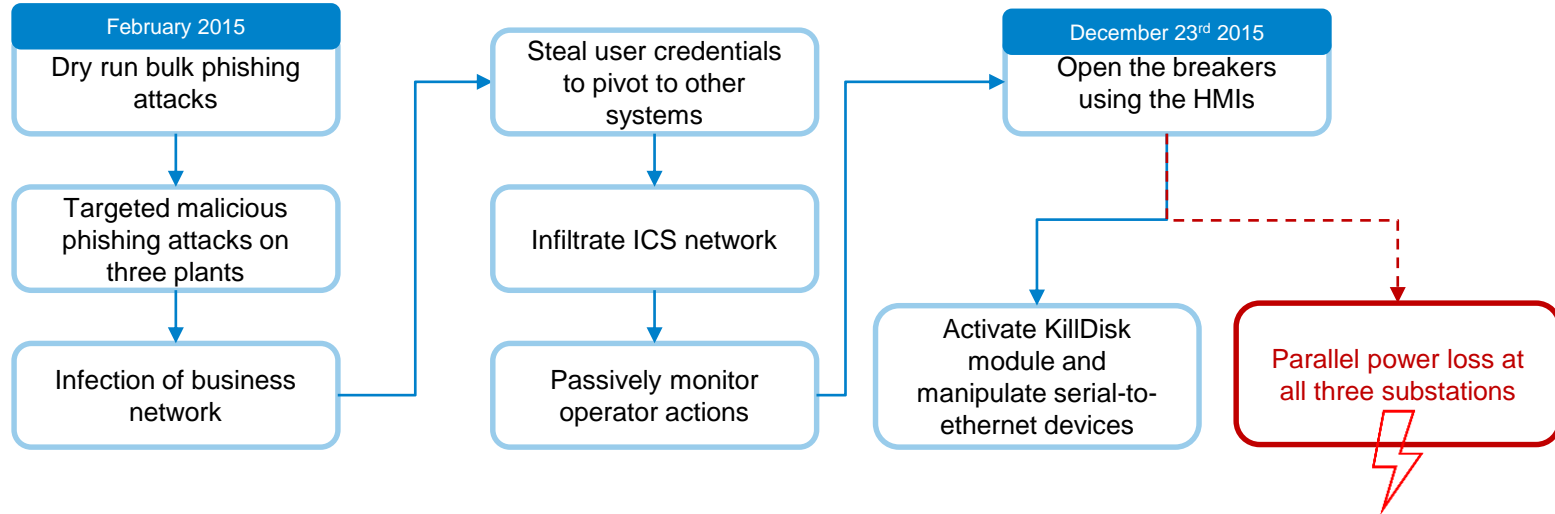 February 2015
Dry run bulk phishing
attacks
Targeted malicious
phishing attacks on
three plants
Infection of business
network
Steal user credentials
to pivot to other
systems
Infiltrate ICS network
Passively monitor
operator actions
December 23rd 2015
Open the breakers
using the HMIs
Activate KillDisk
module and
manipulate serial-to-
ethernet devices
Parallel power loss at
all three substations